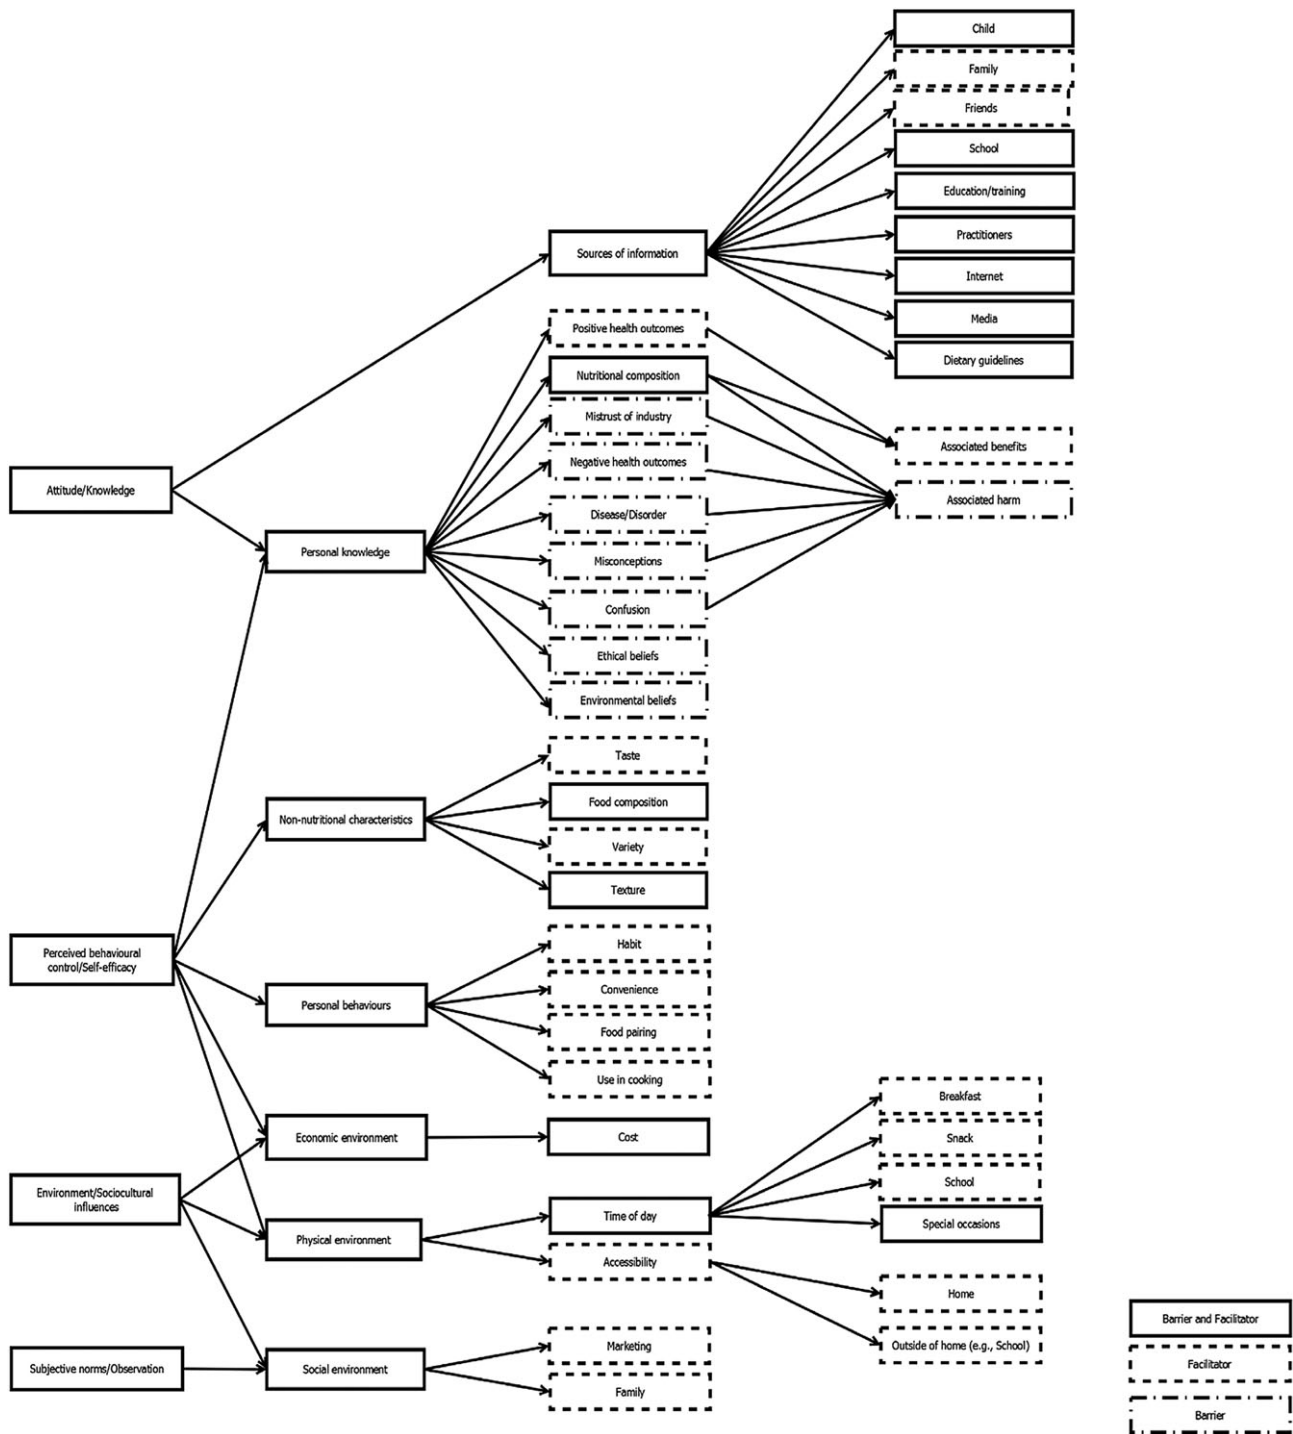 Child
Family
Friends
School
Education/training
Practitioners
Internet
Media
Dietary guidelines
Sources of information
Positive health outcomes
Nutritional composition
Mistrust of industry
Negative health outcomes
Disease/Disorder
Misconceptions
Confusion
Ethical beliefs
Environmental beliefs
Associated benefits
Associated harm
Attitude/Knowledge
Personal knowledge
Taste
Food composition
Variety
Texture
Non-nutritional characteristics
Perceived behavioural
control/Self-efficacy
Personal behaviours
Habit
Convenience
Food pairing
Use in cooking
Economic environment
Cost
Environment/Sociocultural
influences
Physical environment
Time of day
Accessibility
Breakfast
Snack
School
Special occasions
Home
Outside of home (e.g., School)
Subjective norms/Observation
Social environment
Marketing
Family
Barrier and Facilitator
Facilitator
Barrier